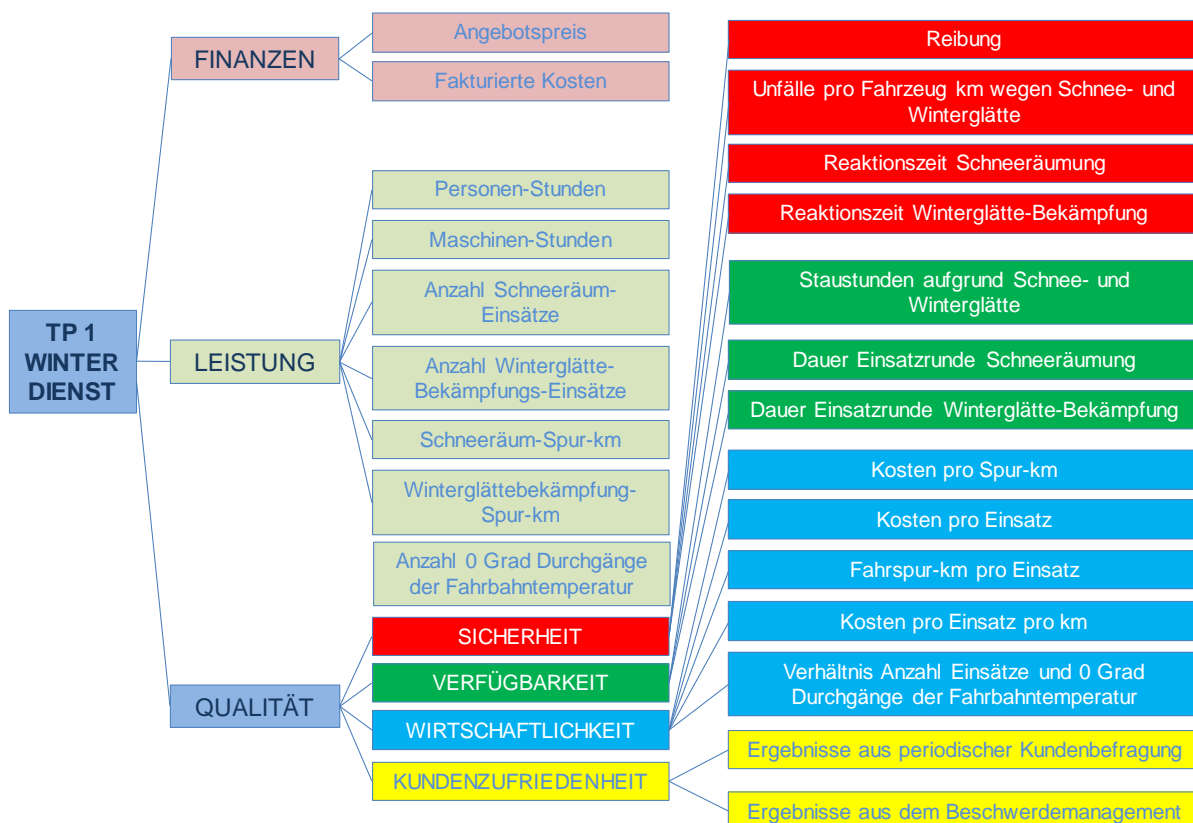 TP 1
WINTER
DIENST
FINANZEN
Angebotspreis
Fakturierte Kosten
LEISTUNG
Personen-Stunden
Maschinen-Stunden
Anzahl Schneeräum-
Einsätze
Anzahl Winterglätte-
Bekämpfungs-Einsätze
Schneeräum-Spur-km
Winterglättebekämpfung-
Spur-km
Anzahl 0 Grad Durchgänge
der Fahrbahntemperatur
QUALITÄT
SICHERHEIT
VERFÜGBARKEIT
WIRTSCHAFTLICHKEIT
KUNDENZUFRIEDENHEIT
Reibung
Unfälle pro Fahrzeug km wegen Schnee- und
Winterglätte
Reaktionszeit Schneeräumung
Reaktionszeit Winterglätte-Bekämpfung
Staustunden aufgrund Schnee- und
Winterglätte
Dauer Einsatzrunde Schneeräumung
Dauer Einsatzrunde Winterglätte-Bekämpfung
Kosten pro Spur-km
Kosten pro Einsatz
Fahrspur-km pro Einsatz
Kosten pro Einsatz pro km
Verhältnis Anzahl Einsätze und 0 Grad
Durchgänge der Fahrbahntemperatur
Ergebnisse aus periodischer Kundenbefragung
Ergebnisse aus dem Beschwerdemanagement